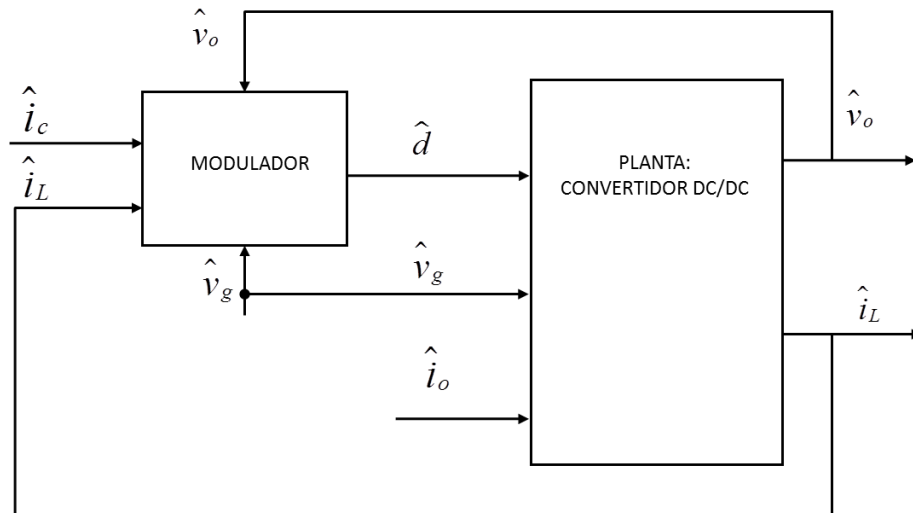 v̂o
îc
îL
MODULADOR
d̂
PLANTA:
CONVERTIDOR DC/DC
v̂o
v̂g
v̂g
îL
îo